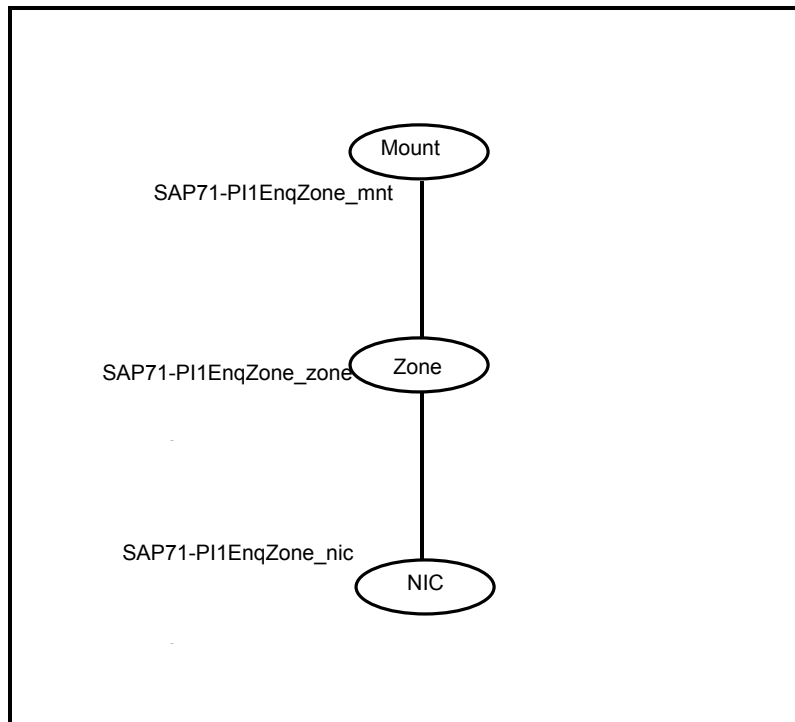 Mount
SAP71-PI1EnqZone_mnt
Zone
SAP71-PI1EnqZone_zone
SAP71-PI1EnqZone_nic
NIC